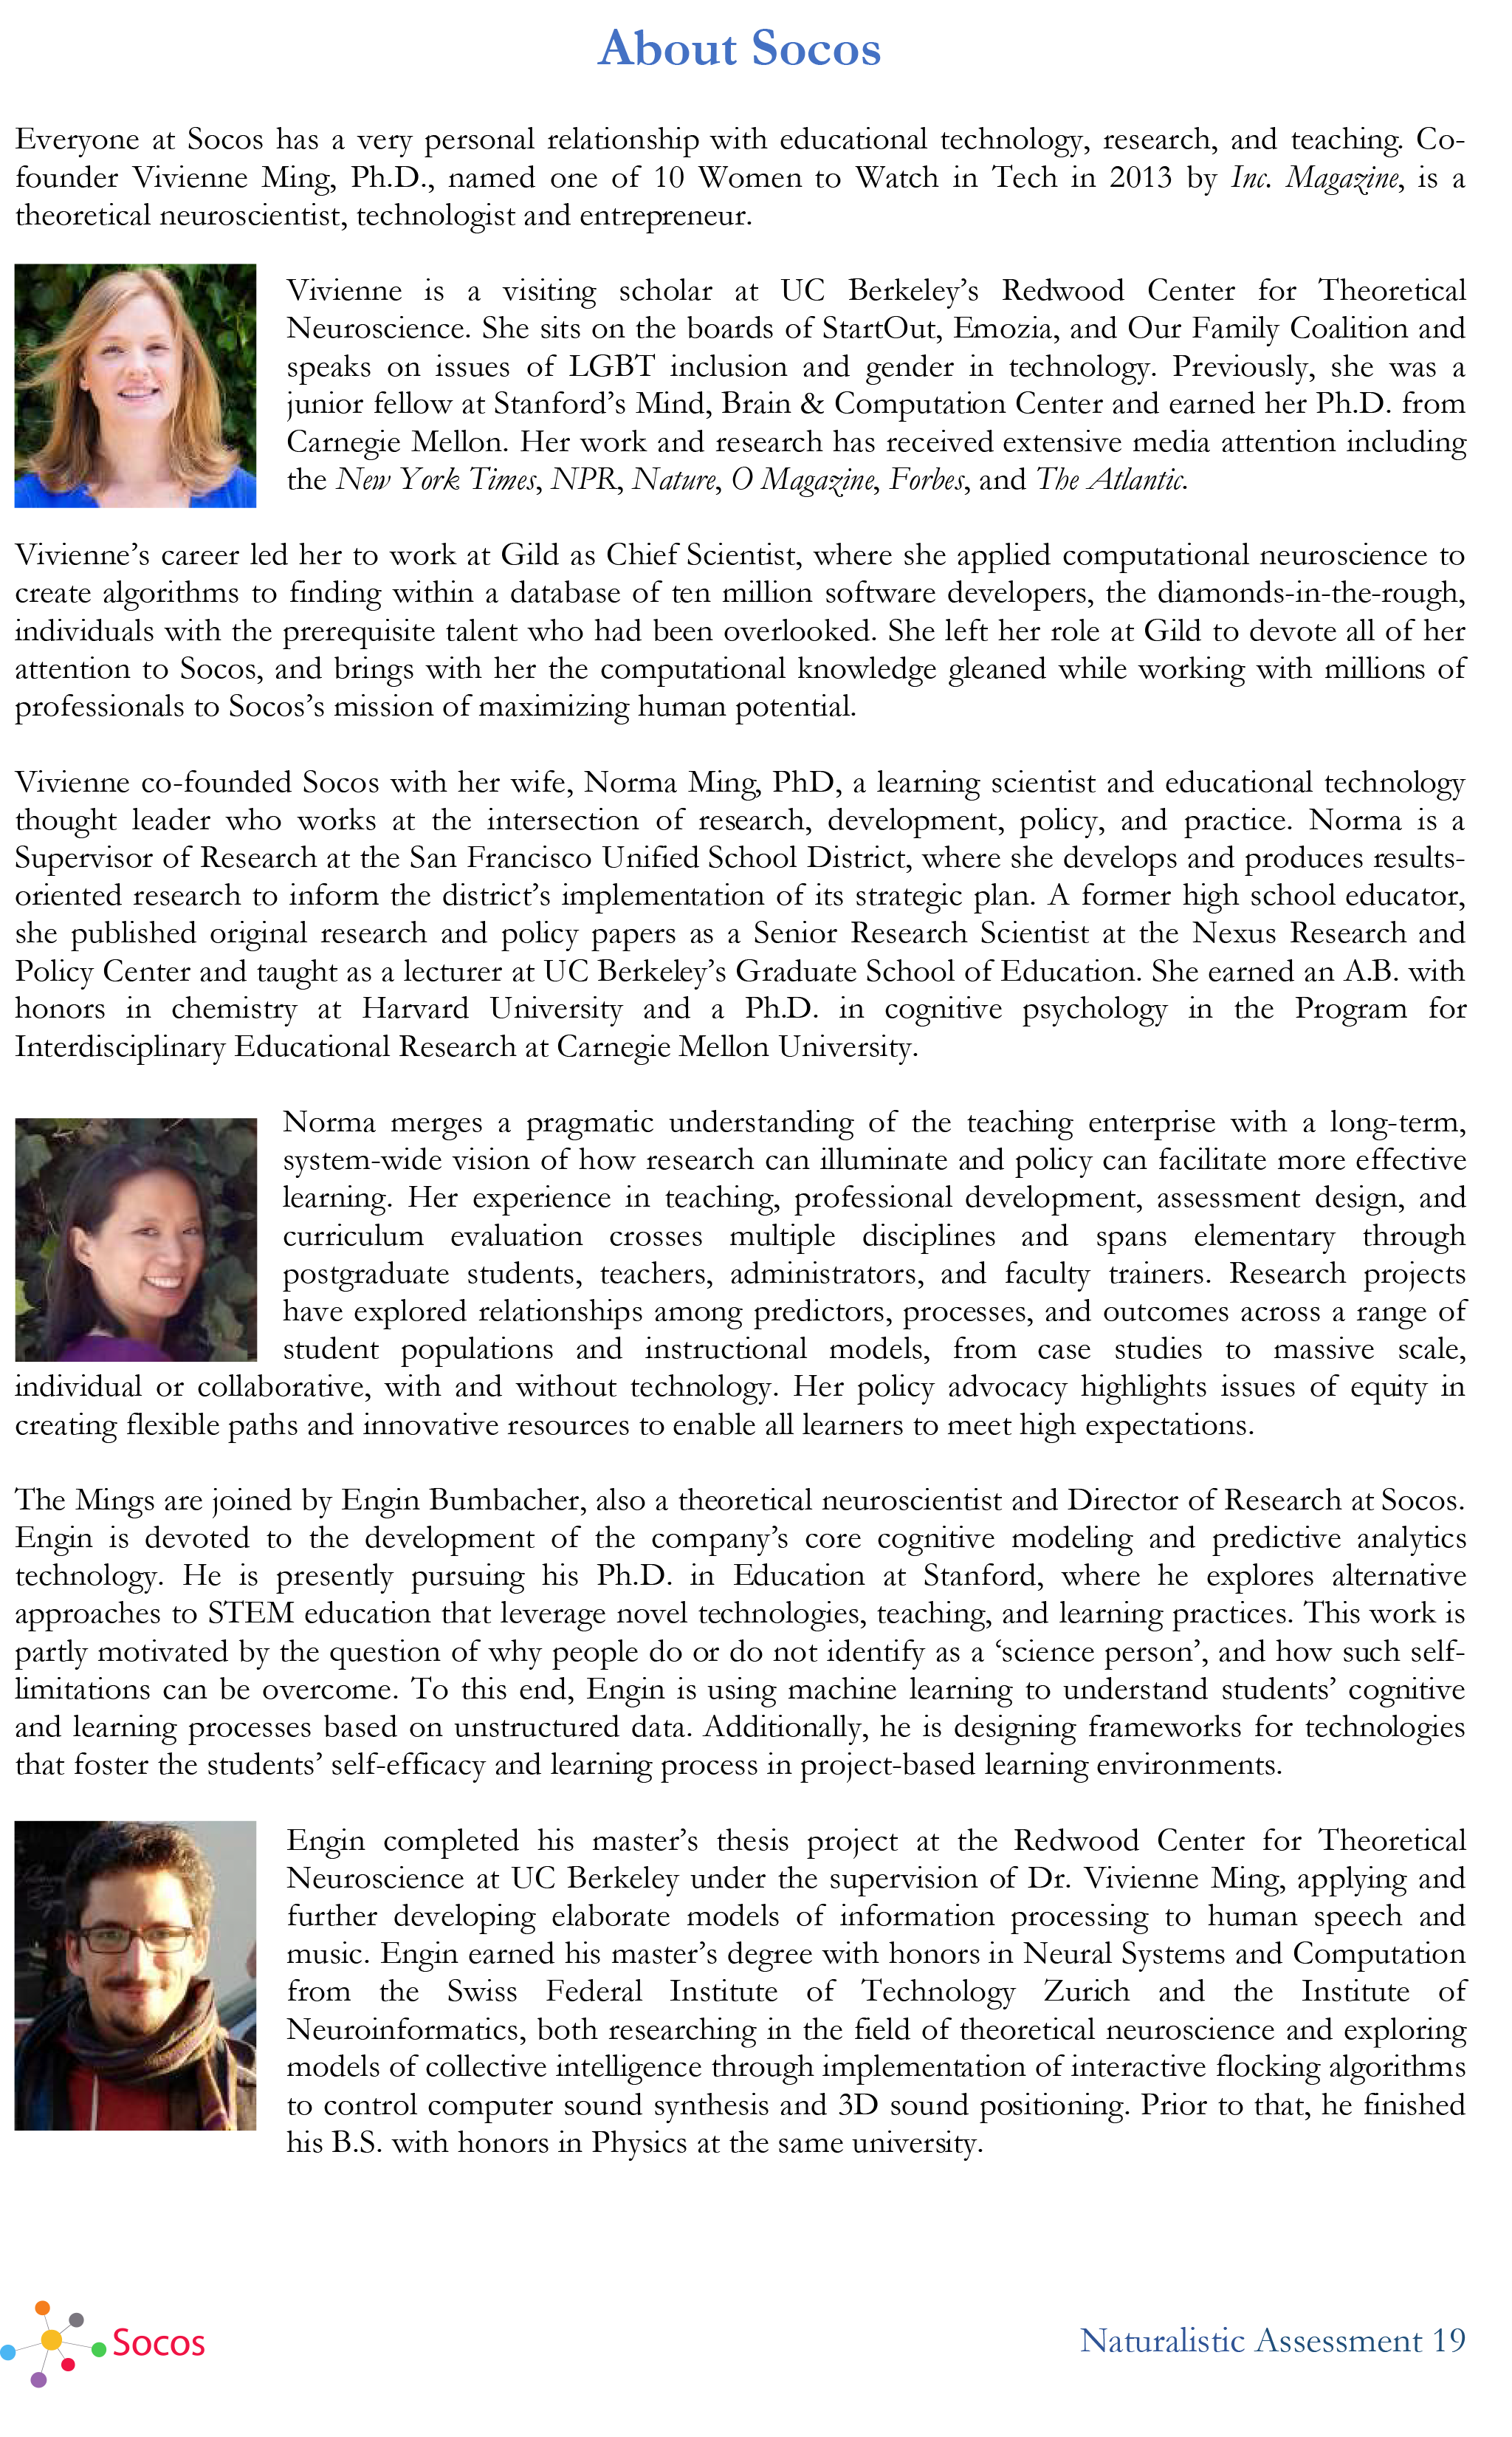 About Socos
Everyone at Socos has a very personal relationship with educational technology, research, and teaching. Co-
founder Vivienne Ming, Ph.D., named one of 10 Women to Watch in Tech in 2013 by Inc. Magazine, is a
theoretical neuroscientist, technologist and entrepreneur.
Vivienne is a visiting scholar at UC Berkeley’s Redwood Center for Theoretical
Neuroscience. She sits on the boards of StartOut, Emozia, and Our Family Coalition and
speaks on issues of LGBT inclusion and gender in technology. Previously, she was a
junior fellow at Stanford’s Mind, Brain & Computation Center and earned her Ph.D. from
Carnegie Mellon. Her work and research has received extensive media attention including
the New York Times, NPR, Nature, O Magazine, Forbes, and The Atlantic.
Vivienne’s career led her to work at Gild as Chief Scientist, where she applied computational neuroscience to
create algorithms to finding within a database of ten million software developers, the diamonds-in-the-rough,
individuals with the prerequisite talent who had been overlooked. She left her role at Gild to devote all of her
attention to Socos, and brings with her the computational knowledge gleaned while working with millions of
professionals to Socos’s mission of maximizing human potential.
Vivienne co-founded Socos with her wife, Norma Ming, PhD, a learning scientist and educational technology
thought leader who works at the intersection of research, development, policy, and practice. Norma is a
Supervisor of Research at the San Francisco Unified School District, where she develops and produces results-
oriented research to inform the district’s implementation of its strategic plan. A former high school educator,
she published original research and policy papers as a Senior Research Scientist at the Nexus Research and
Policy Center and taught as a lecturer at UC Berkeley’s Graduate School of Education. She earned an A.B. with
honors in chemistry at Harvard University and a Ph.D. in cognitive psychology in the Program for
Interdisciplinary Educational Research at Carnegie Mellon University.
Norma merges a pragmatic understanding of the teaching enterprise with a long-term,
system-wide vision of how research can illuminate and policy can facilitate more effective
learning. Her experience in teaching, professional development, assessment design, and
curriculum evaluation crosses multiple disciplines and spans elementary through
postgraduate students, teachers, administrators, and faculty trainers. Research projects
have explored relationships among predictors, processes, and outcomes across a range of
student populations and instructional models, from case studies to massive scale,
individual or collaborative, with and without technology. Her policy advocacy highlights issues of equity in
creating flexible paths and innovative resources to enable all learners to meet high expectations.
The Mings are joined by Engin Bumbacher, also a theoretical neuroscientist and Director of Research at Socos.
Engin is devoted to the development of the company’s core cognitive modeling and predictive analytics
technology. He is presently pursuing his Ph.D. in Education at Stanford, where he explores alternative
approaches to STEM education that leverage novel technologies, teaching, and learning practices. This work is
partly motivated by the question of why people do or do not identify as a ‘science person’, and how such self-
limitations can be overcome. To this end, Engin is using machine learning to understand students’ cognitive
and learning processes based on unstructured data. Additionally, he is designing frameworks for technologies
that foster the students’ self-efficacy and learning process in project-based learning environments.
Engin completed his master’s thesis project at the Redwood Center for Theoretical
Neuroscience at UC Berkeley under the supervision of Dr. Vivienne Ming, applying and
further developing elaborate models of information processing to human speech and
music. Engin earned his master’s degree with honors in Neural Systems and Computation
from the Swiss Federal Institute of Technology Zurich and the Institute of
Neuroinformatics, both researching in the field of theoretical neuroscience and exploring
models of collective intelligence through implementation of interactive flocking algorithms
to control computer sound synthesis and 3D sound positioning. Prior to that, he finished
his B.S. with honors in Physics at the same university.
Socos
Naturalistic Assessment 19